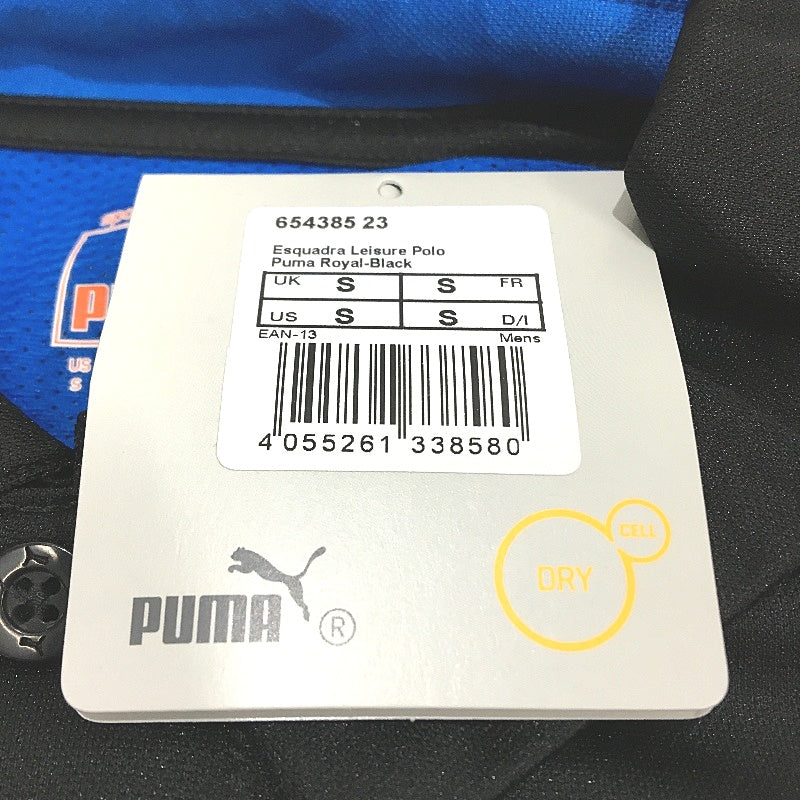 654385 23
Esquadra Leisure Polo
Puma Royal-Black
UK S S FR
US S S D/I
EAN-13 Mens
4 055261 338580
PUMA ®
DRY
CELL
US
S